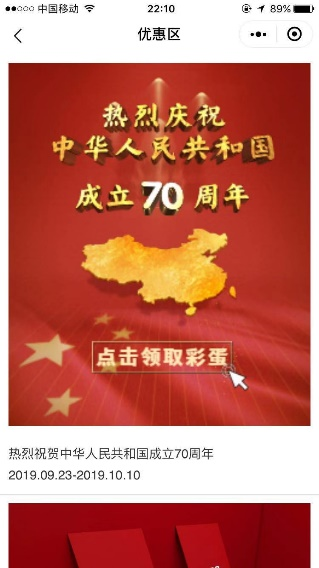 中国移动 22:10 89%
优惠区
热烈庆祝
中华人民共和国
成立70周年
点击领取彩蛋
热烈祝贺中华人民共和国成立70周年
2019.09.23-2019.10.10